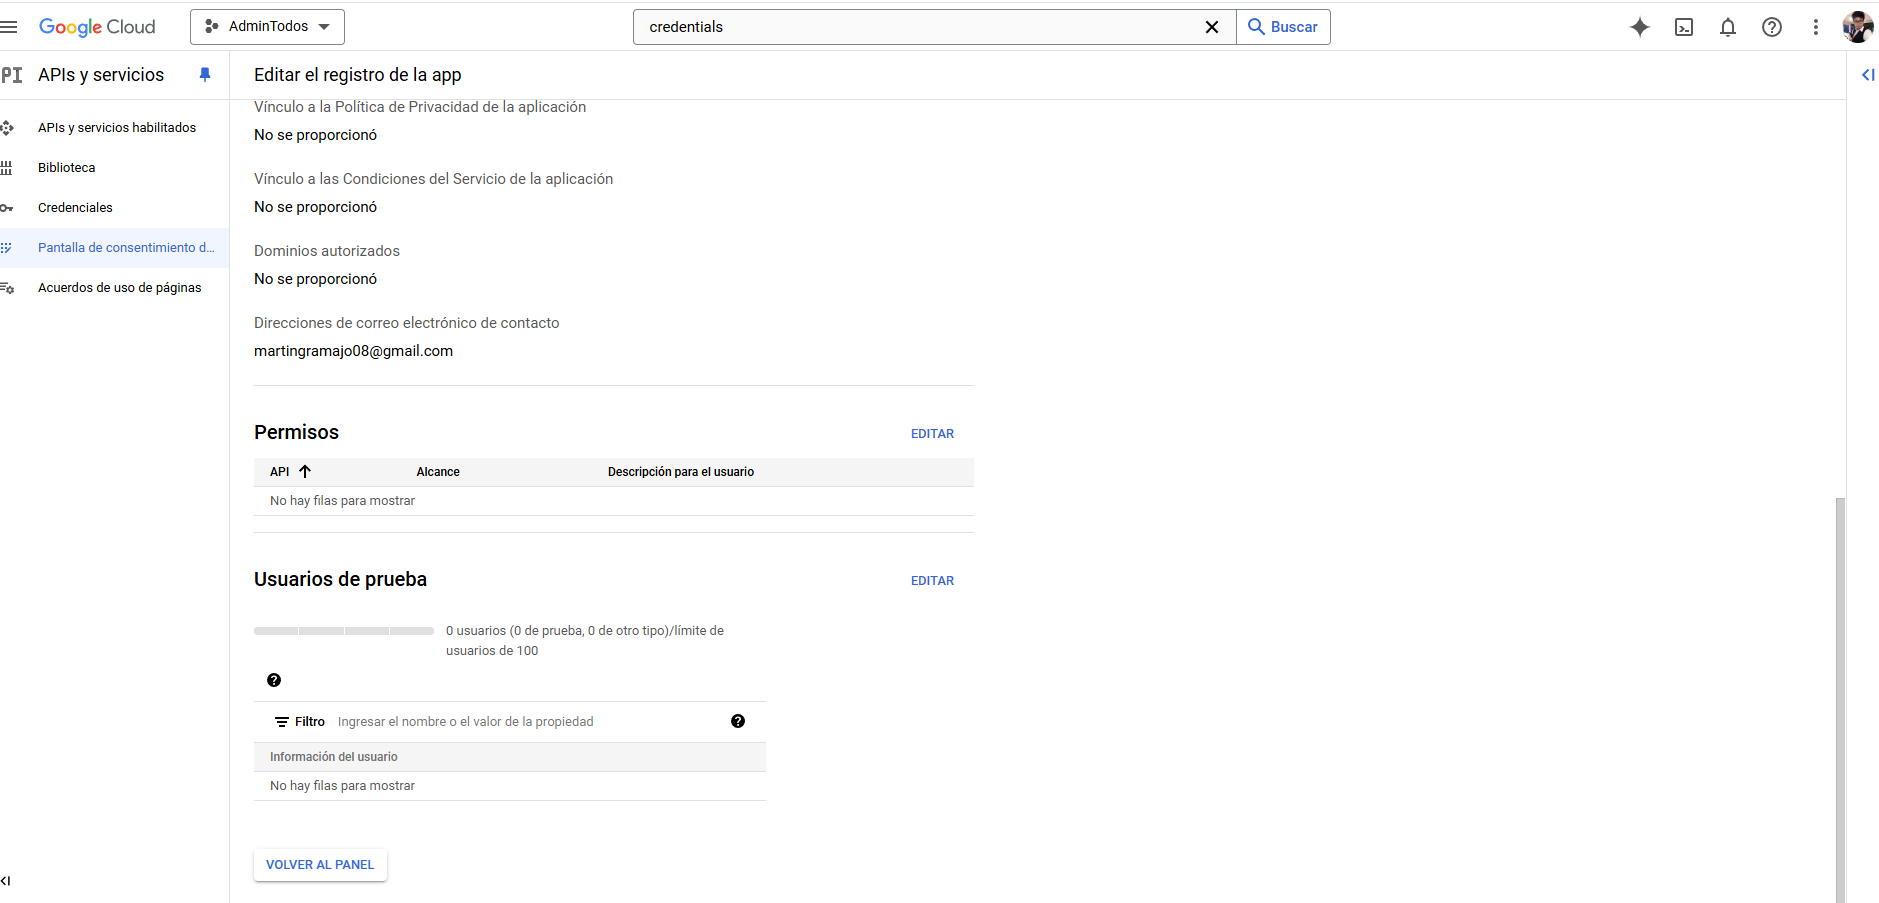 Google Cloud
AdminTodos
credentials
Buscar
PI APIs y servicios
Editar el registro de la app
APIs y servicios habilitados
Biblioteca
Credenciales
Pantalla de consentimiento d...
Acuerdos de uso de páginas
Vínculo a la Política de Privacidad de la aplicación
No se proporcionó
Vínculo a las Condiciones del Servicio de la aplicación
No se proporcionó
Dominios autorizados
No se proporcionó
Direcciones de correo electrónico de contacto
martingramajo08@gmail.com
Permisos
EDITAR
API Alcance Descripción para el usuario
No hay filas para mostrar
Usuarios de prueba
EDITAR
0 usuarios (0 de prueba, 0 de otro tipo)/límite de
usuarios de 100
Filtro Ingresar el nombre o el valor de la propiedad
Información del usuario
No hay filas para mostrar
VOLVER AL PANEL